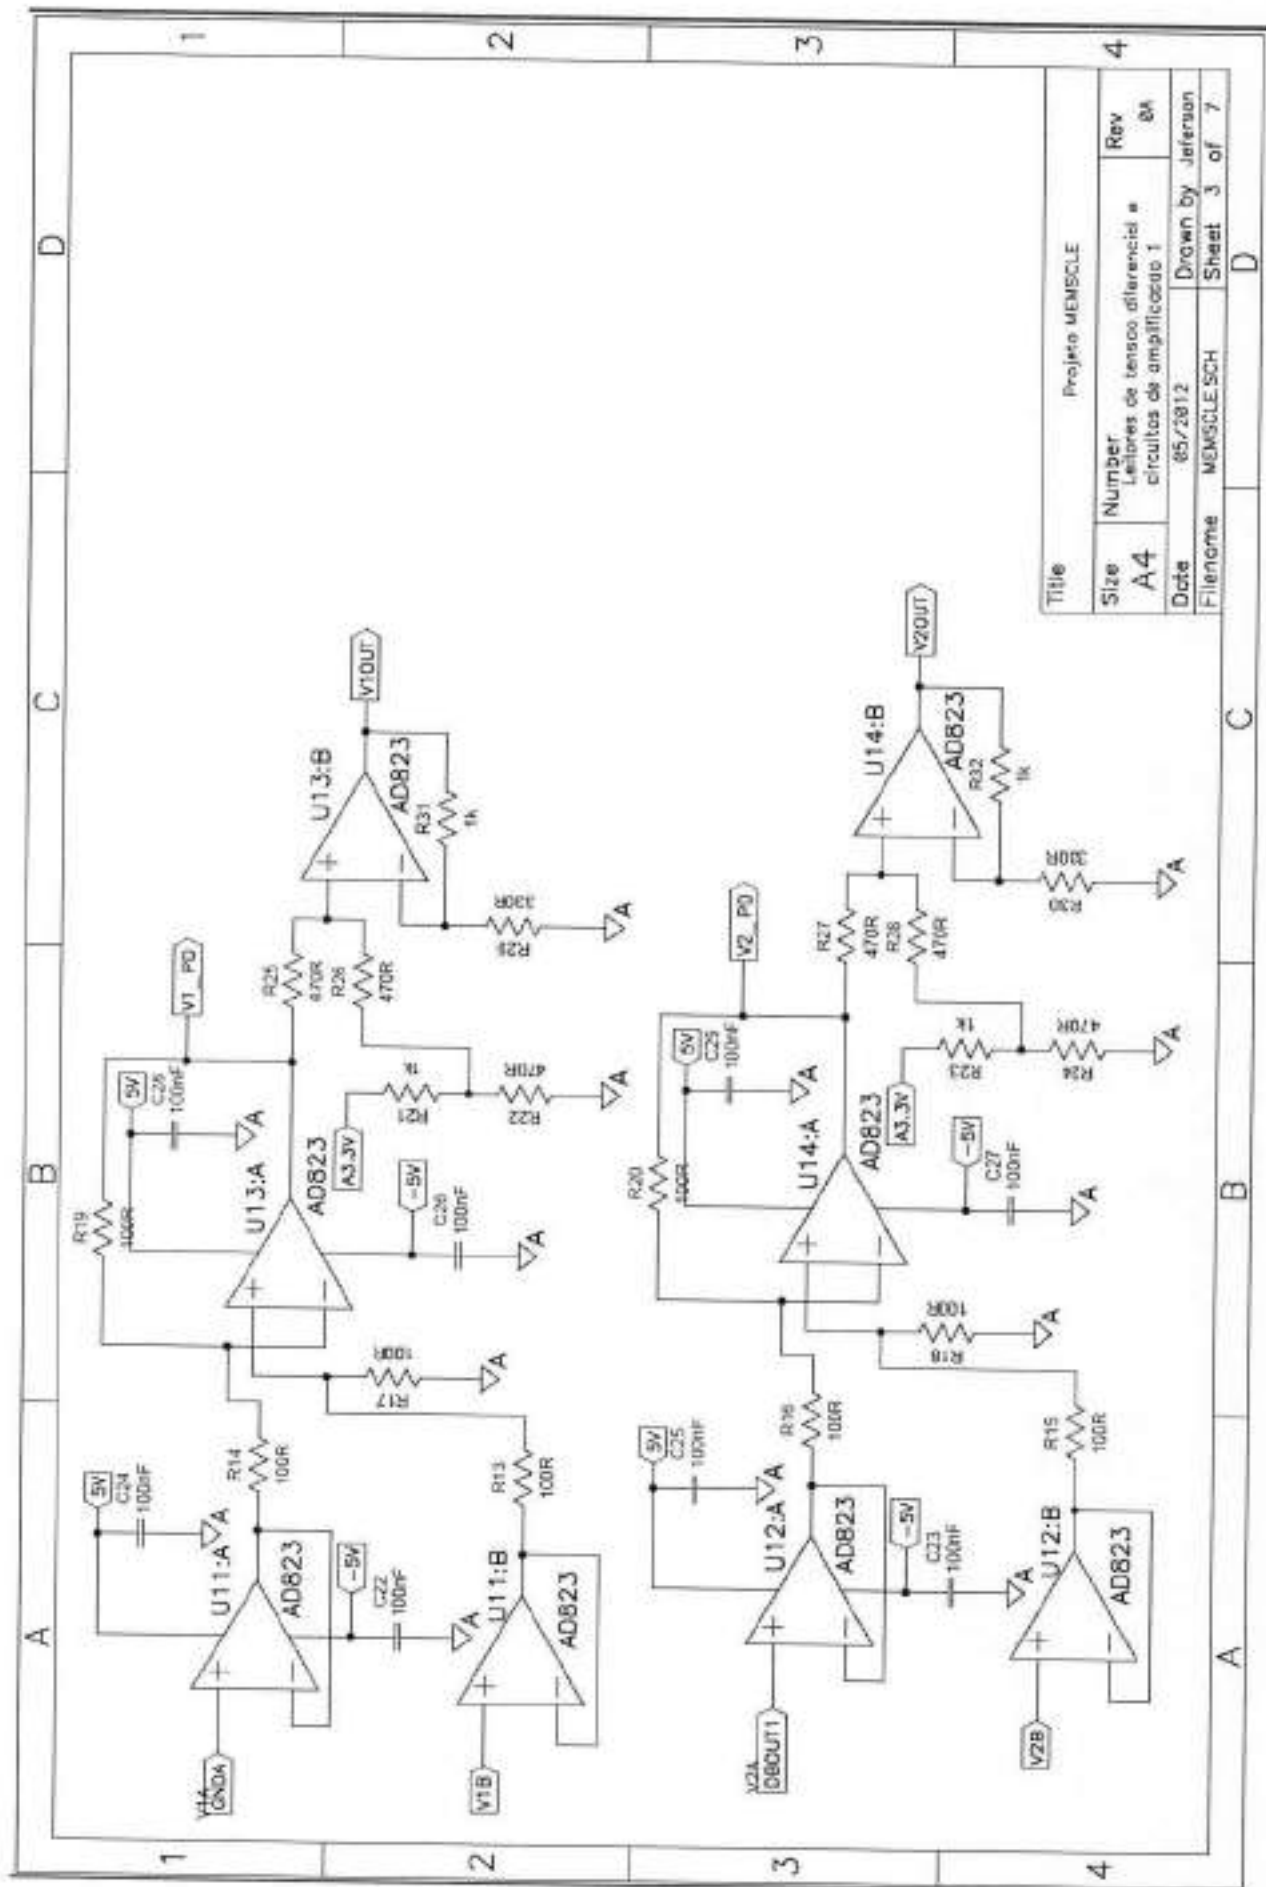 1
2
3
4
A
B
C
D
V1A
GNDA
V1B
5V
C24
100nF
U11:A
AD823
-5V
C22
100nF
A
A
U11:B
AD823
R14
100R
R13
100R
R17
100R
A
R19
100R
5V
C28
100nF
A
U13:A
AD823
-5V
C26
100nF
A
V1_PD
A3.3V
R21
1k
R22
470R
A
R25
470R
R26
470R
U13:B
AD823
R31
1k
330R
A
V1OUT
V2A
DBOUT1
V2B
5V
C25
100nF
A
U12:A
AD823
-5V
C23
100nF
A
U12:B
AD823
R16
100R
R15
100R
R18
100R
A
R20
100R
5V
C29
100nF
A
U14:A
AD823
-5V
C27
100nF
A
V2_PD
A3.3V
R23
1k
R24
470R
A
R27
470R
R28
470R
U14:B
AD823
R32
1k
R30
330R
A
V2OUT
Title
Projeto MEMSCLE
Size
A4
Number
Leitores de tensao diferencial e
circuitos de amplificacao 1
Rev
0A
Date 05/2012
Drawn by Jeferson
Filename MEMSCLE.SCH
Sheet 3 of 7
A
B
C
D
1
2
3
4